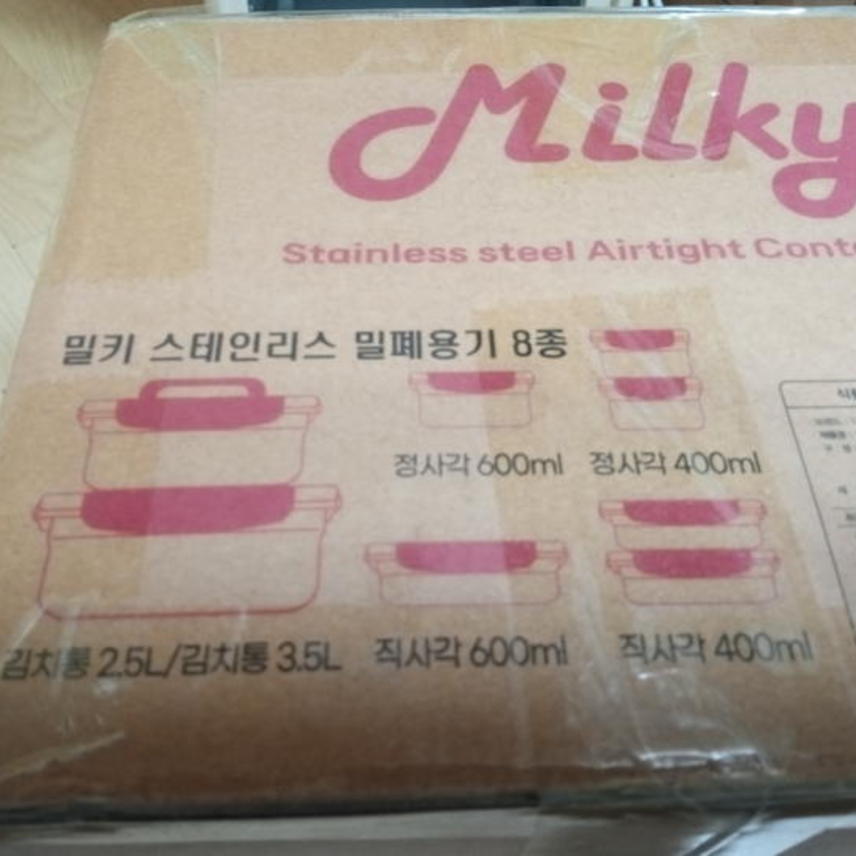 Milky
Stainless steel Airtight
밀키 스테인리스 밀폐용기 8종
정사각 600ml 정사각 400ml
김치통 2.5L/김치통 3.5L 직사각 600ml 직사각 400ml